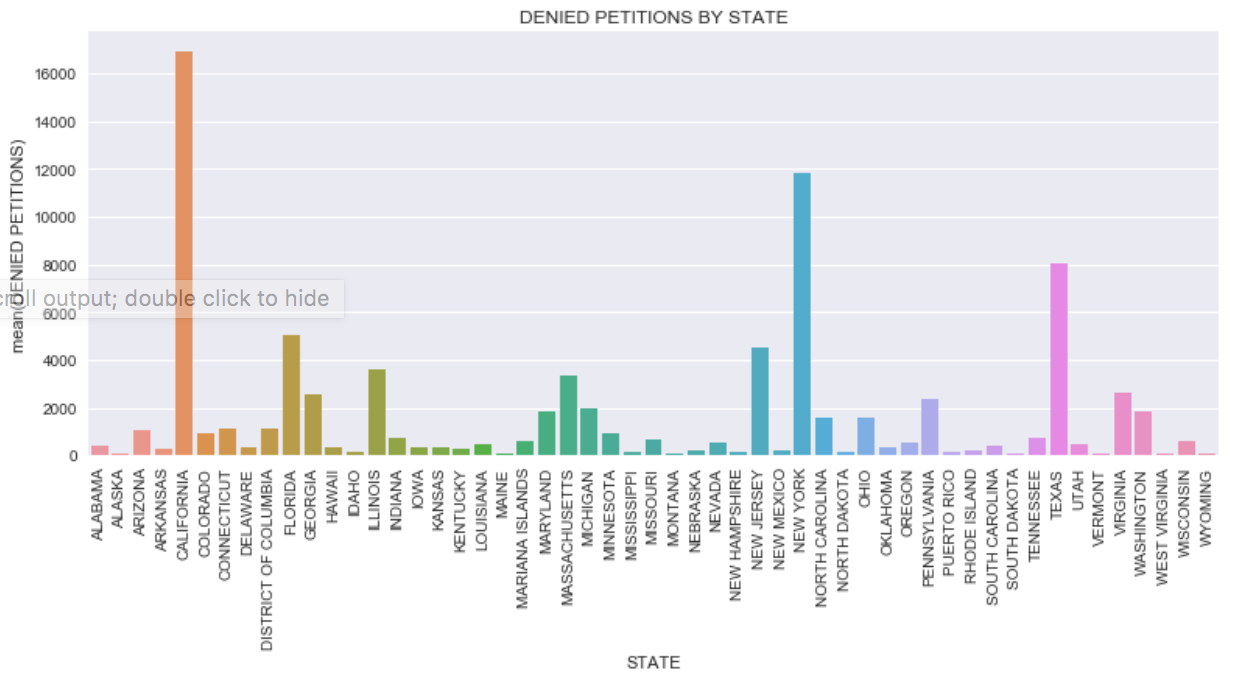 DENIED PETITIONS BY STATE
mean(DENIED PETITIONS)
16000
14000
12000
10000
8000
6000
4000
2000
0
output; double click to hide
ALABAMA
ALASKA
ARIZONA
ARKANSAS
CALIFORNIA
COLORADO
CONNECTICUT
DELAWARE
DISTRICT OF COLUMBIA
FLORIDA
GEORGIA
HAWAII
IDAHO
ILLINOIS
INDIANA
IOWA
KANSAS
KENTUCKY
LOUISIANA
MAINE
MARIANA ISLANDS
MARYLAND
MASSACHUSETTS
MICHIGAN
MINNESOTA
MISSISSIPPI
MISSOURI
MONTANA
NEBRASKA
NEVADA
NEW HAMPSHIRE
NEW JERSEY
NEW MEXICO
NEW YORK
NORTH CAROLINA
NORTH DAKOTA
OHIO
OKLAHOMA
OREGON
PENNSYLVANIA
PUERTO RICO
RHODE ISLAND
SOUTH CAROLINA
SOUTH DAKOTA
TENNESSEE
TEXAS
UTAH
VERMONT
VIRGINIA
WASHINGTON
WEST VIRGINIA
WISCONSIN
WYOMING
STATE